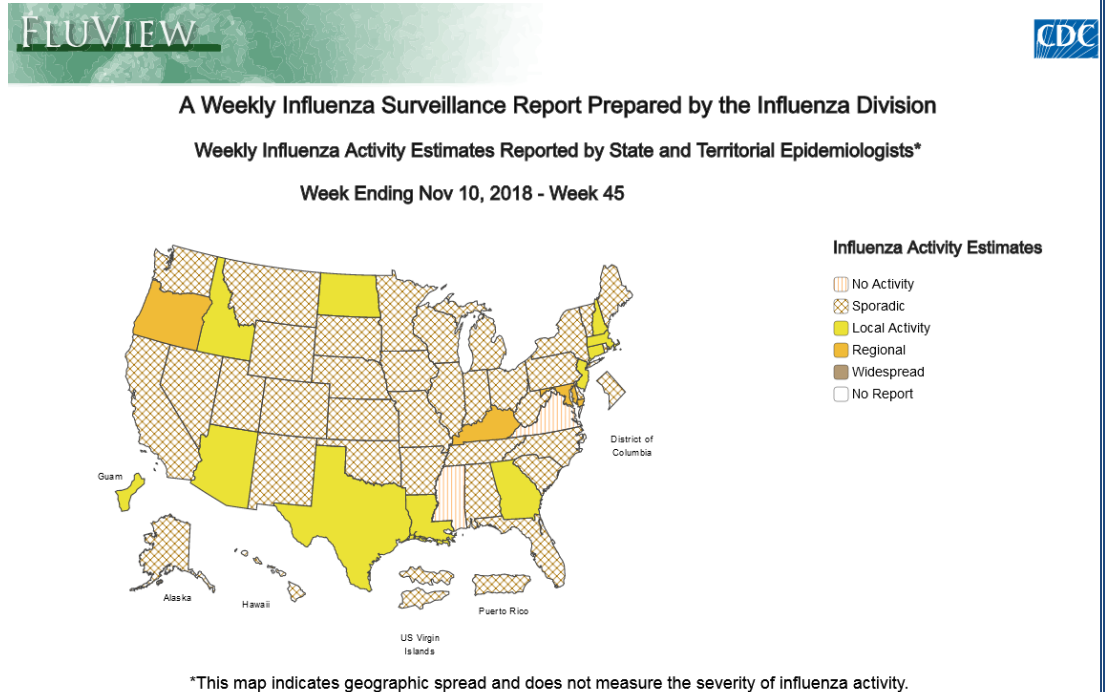 FLUVIEW
CDC
A Weekly Influenza Surveillance Report Prepared by the Influenza Division
Weekly Influenza Activity Estimates Reported by State and Territorial Epidemiologists*
Week Ending Nov 10, 2018 - Week 45
Influenza Activity Estimates
No Activity
Sporadic
Local Activity
Regional
Widespread
No Report
District of
Columbia
Guam
Alaska
Hawaii
Puerto Rico
US Virgin
Islands
*This map indicates geographic spread and does not measure the severity of influenza activity.